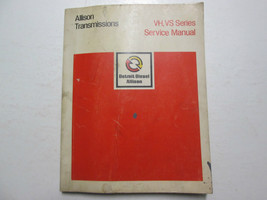 Allison
Transmissions
VH, VS Series
Service Manual
Detroit Diesel
Allison